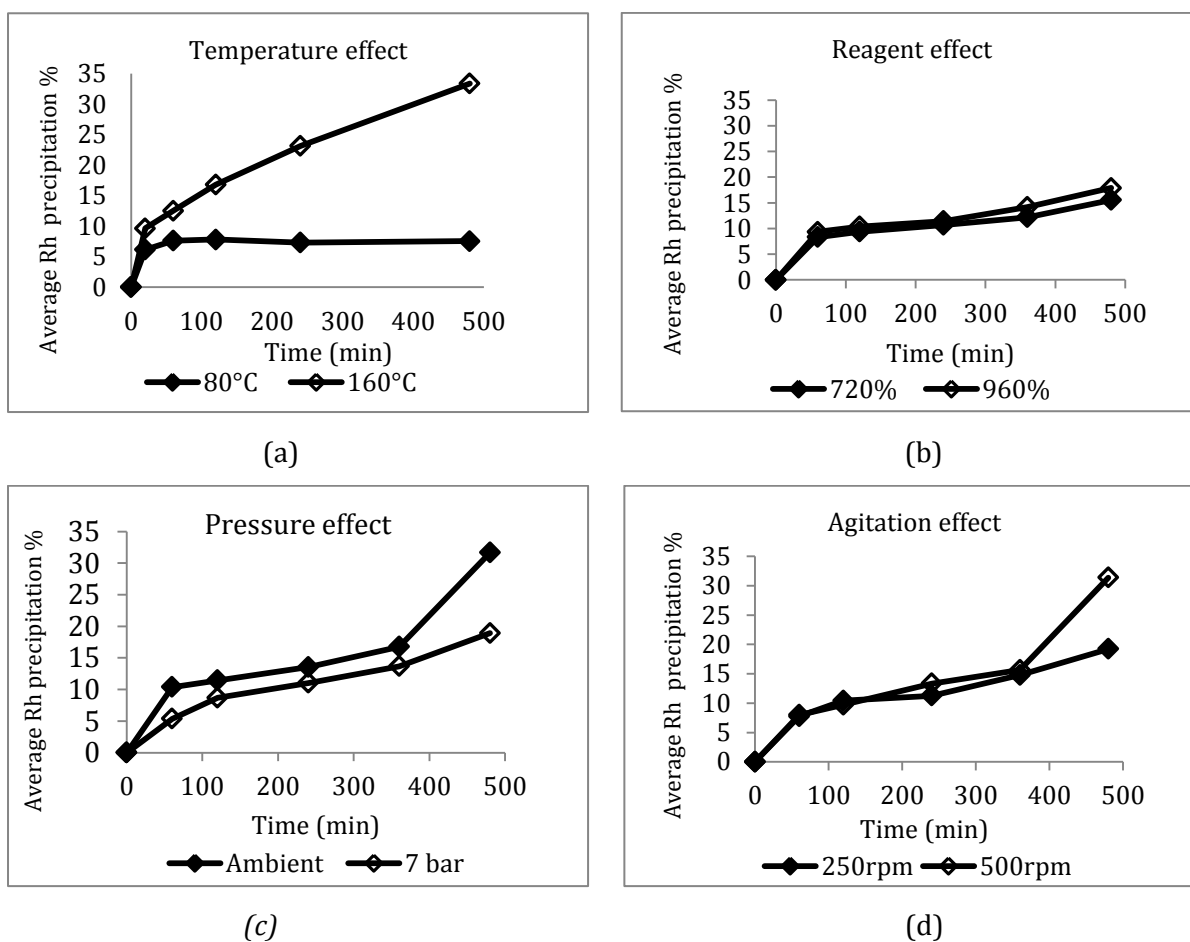 Temperature effect
Average Rh precipitation %
35
30
25
20
15
10
5
0
0 100 200 300 400 500
Time (min)
80°C 160°C
(a)
Reagent effect
Average Rh precipitation %
35
30
25
20
15
10
5
0
0 100 200 300 400 500
Time (min)
720% 960%
(b)
Pressure effect
Average Rh precipitation %
35
30
25
20
15
10
5
0
0 100 200 300 400 500
Time (min)
Ambient 7 bar
(c)
Agitation effect
Average Rh precipitation %
35
30
25
20
15
10
5
0
0 100 200 300 400 500
Time (min)
250rpm 500rpm
(d)